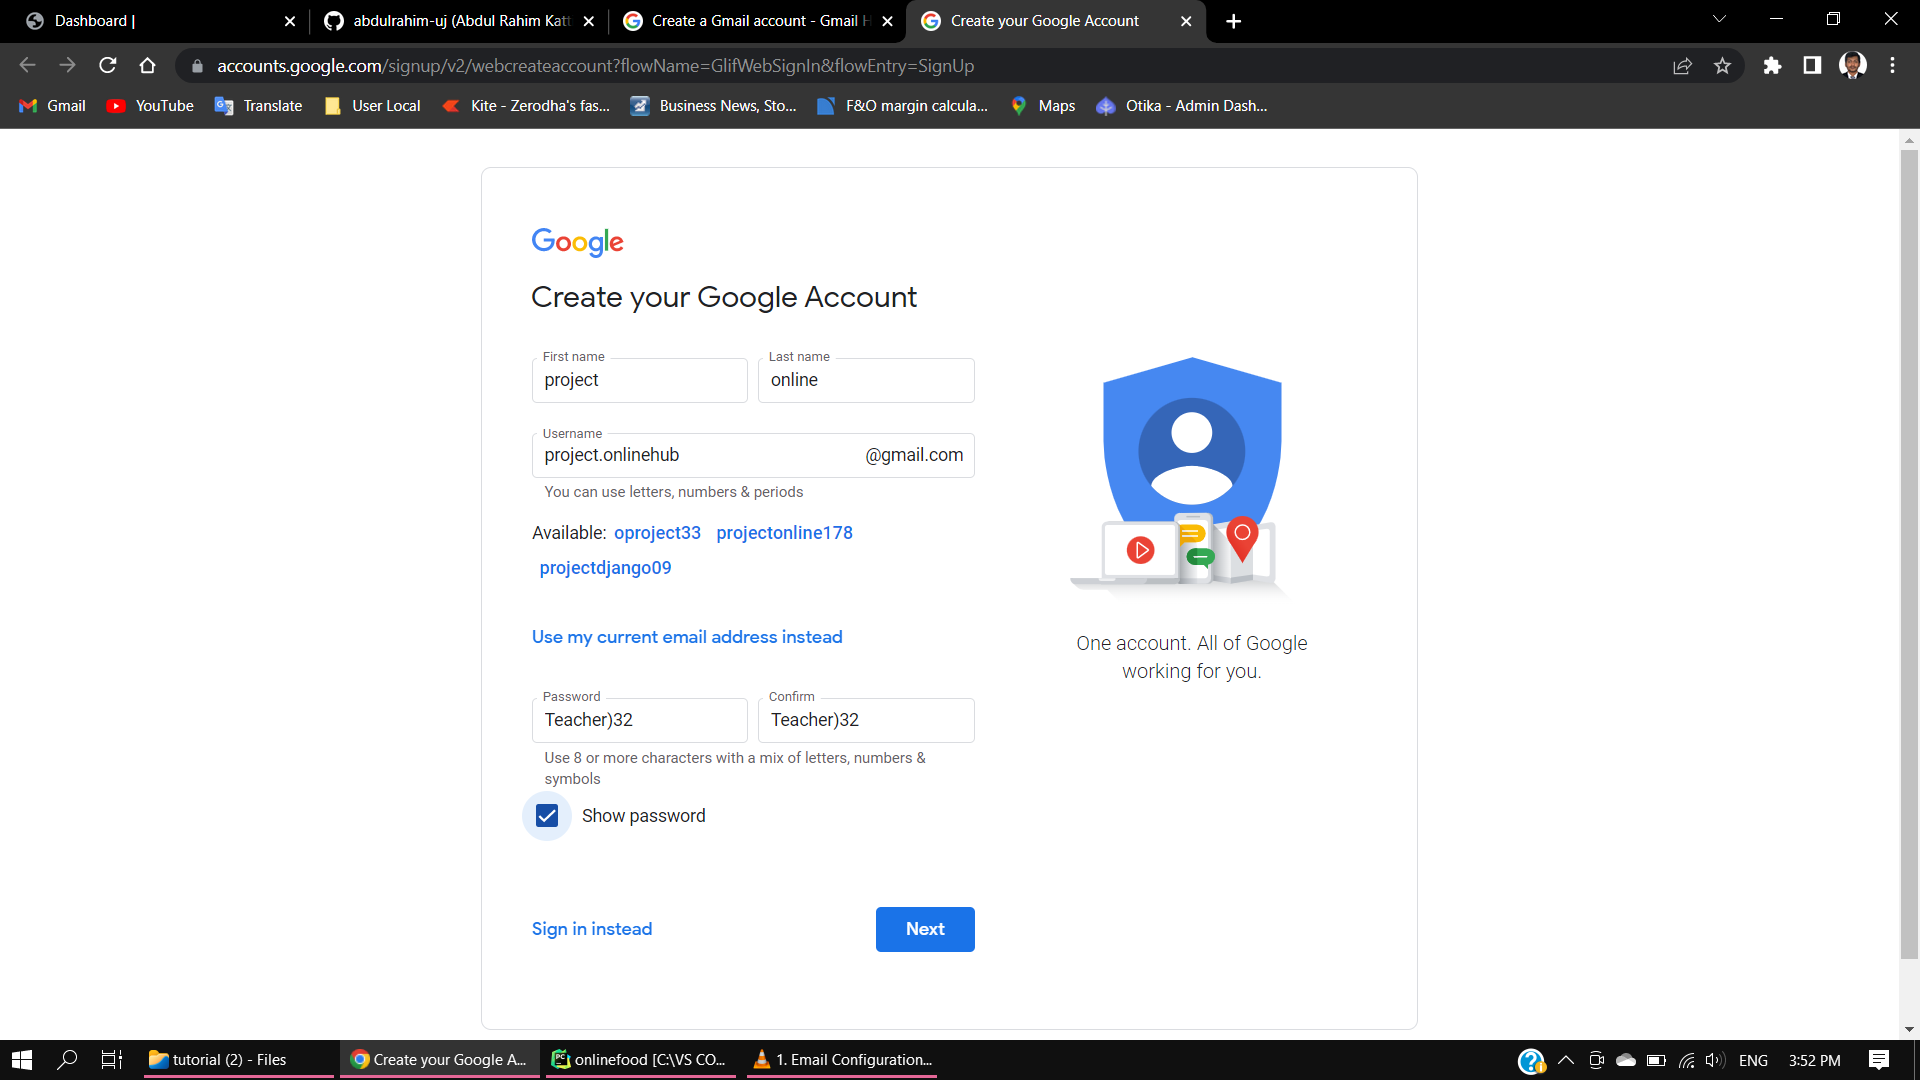 Dashboard |
abdulrahim-uj (Abdul Rahim Kat
Create a Gmail account - Gmail H
Create your Google Account
accounts.google.com/signup/v2/webcreateaccount?flowName=GlifWebSignIn&flowEntry=SignUp
Gmail
YouTube
Translate
User Local
Kite - Zerodha's fas...
Business News, Sto...
F&O margin calcula...
Maps
Otika - Admin Dash...
Google
Create your Google Account
First name
Last name
project
online
Username
project.onlinehub
@gmail.com
You can use letters, numbers & periods
Available: oproject33 projectonline178
projectdjango09
Use my current email address instead
One account. All of Google
working for you.
Password
Confirm
Teacher)32
Teacher)32
Use 8 or more characters with a mix of letters, numbers &
symbols
Show password
Sign in instead
Next
tutorial (2) - Files
Create your Google A...
onlinefood [C:\VS CO...
1. Email Configuration...
ENG
3:52 PM